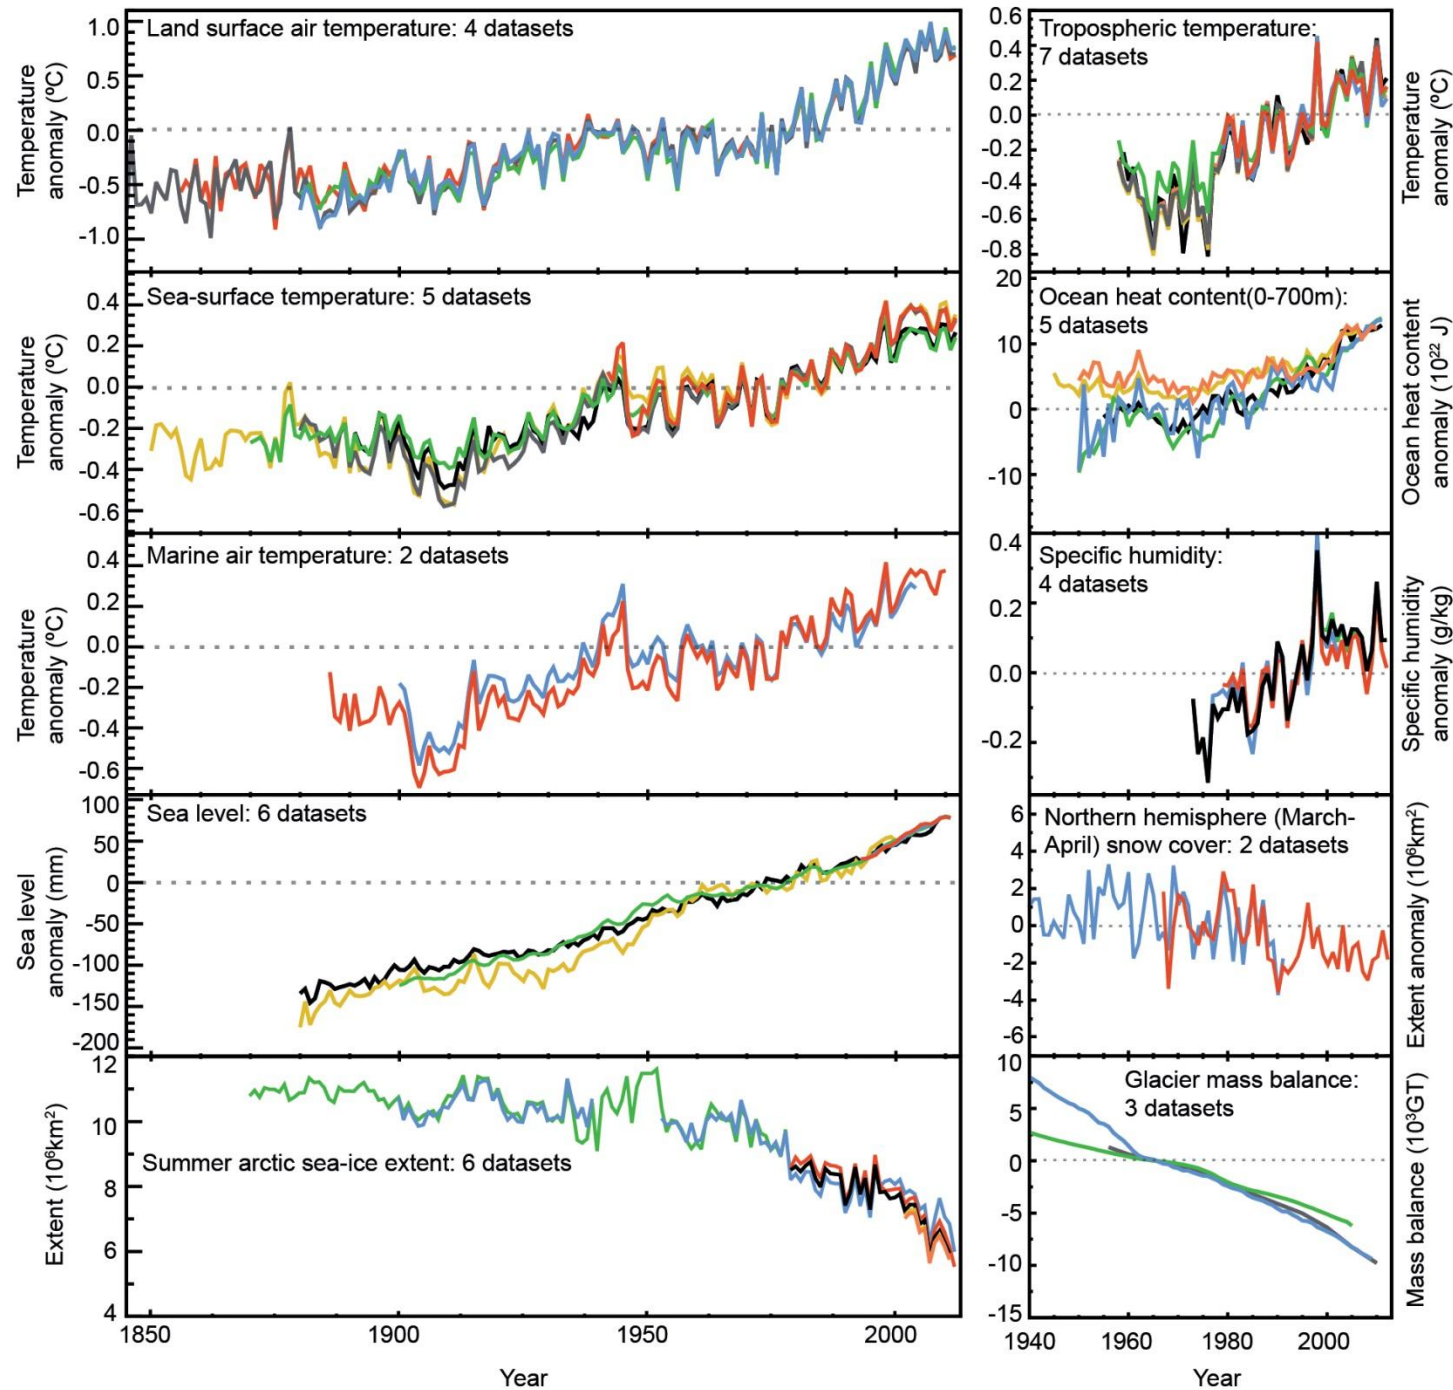 Land surface air temperature: 4 datasets
1.0
0.5
0.0
-0.5
-1.0
Temperature
anomaly (ºC)
Tropospheric temperature:
7 datasets
0.6
0.4
0.2
0.0
-0.2
-0.4
-0.6
-0.8
Temperature
anomaly (ºC)
Sea-surface temperature: 5 datasets
0.4
0.2
0.0
-0.2
-0.4
-0.6
Temperature
anomaly (ºC)
Ocean heat content(0-700m):
5 datasets
20
10
0
-10
Ocean heat content
anomaly (10²² J)
Marine air temperature: 2 datasets
0.4
0.2
0.0
-0.2
-0.4
-0.6
Temperature
anomaly (ºC)
Specific humidity:
4 datasets
0.4
0.2
0.0
-0.2
Specific humidity
anomaly (g/kg)
Sea level: 6 datasets
100
50
0
-50
-100
-150
-200
Sea level
anomaly (mm)
Northern hemisphere (March-
April) snow cover: 2 datasets
6
4
2
0
-2
-4
-6
Extent anomaly (10⁶km²)
Summer arctic sea-ice extent: 6 datasets
12
10
8
6
4
Extent (10⁶km²)
1850 1900 1950 2000
Year
Glacier mass balance:
3 datasets
10
5
0
-5
-10
-15
Mass balance (10³GT)
1940 1960 1980 2000
Year